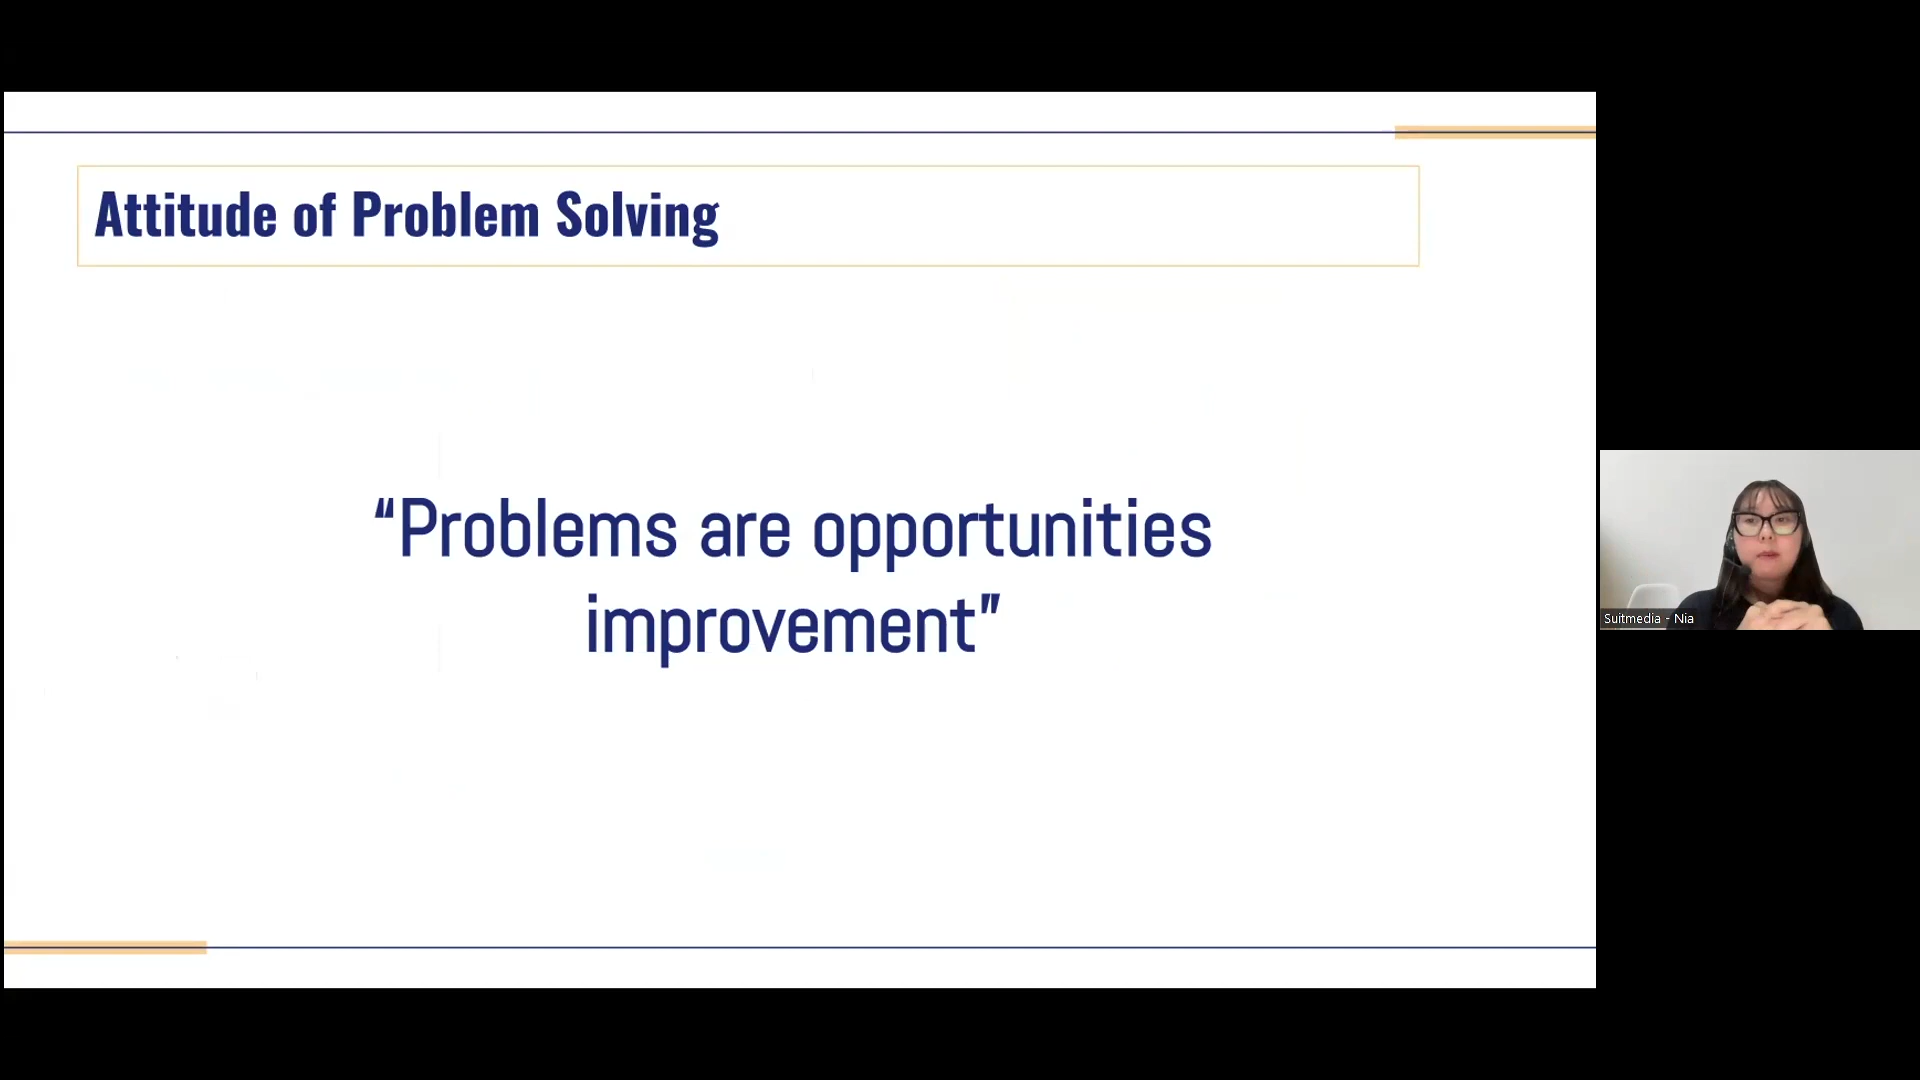 Attitude of Problem Solving
“Problems are opportunities
improvement”
Suitmedia - Nia